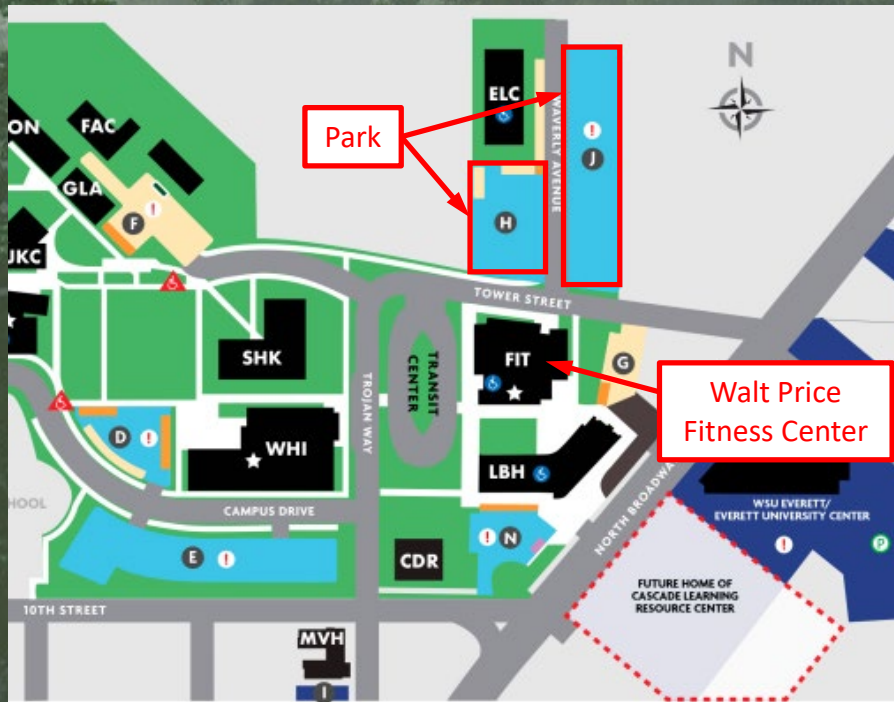 N
ELC
WAVERLY AVENUE
!
J
Park
ON
FAC
GLA
!
F
H
UKC
TOWER STREET
SHK
TRANSIT
CENTER
FIT
G
TROJAN WAY
Walt Price
Fitness Center
D
!
WHI
LBH
NORTH BROADWA
WSU EVERETT/
EVERETT UNIVERSITY CENTER
HOOL
CAMPUS DRIVE
!
N
!
P
E
!
CDR
FUTURE HOME OF
CASCADE LEARNING
RESOURCE CENTER
10TH STREET
MVH
I